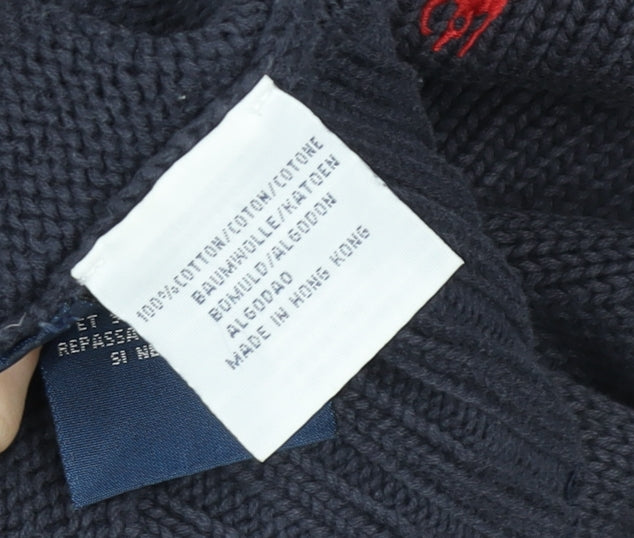 100%COTTON/COTON/COTONE
BAUMWOLLE/KATOEN
BOMULD/ALGODON
ALGODAO
MADE IN HONG KONG
ET
REPASSA
SI NE